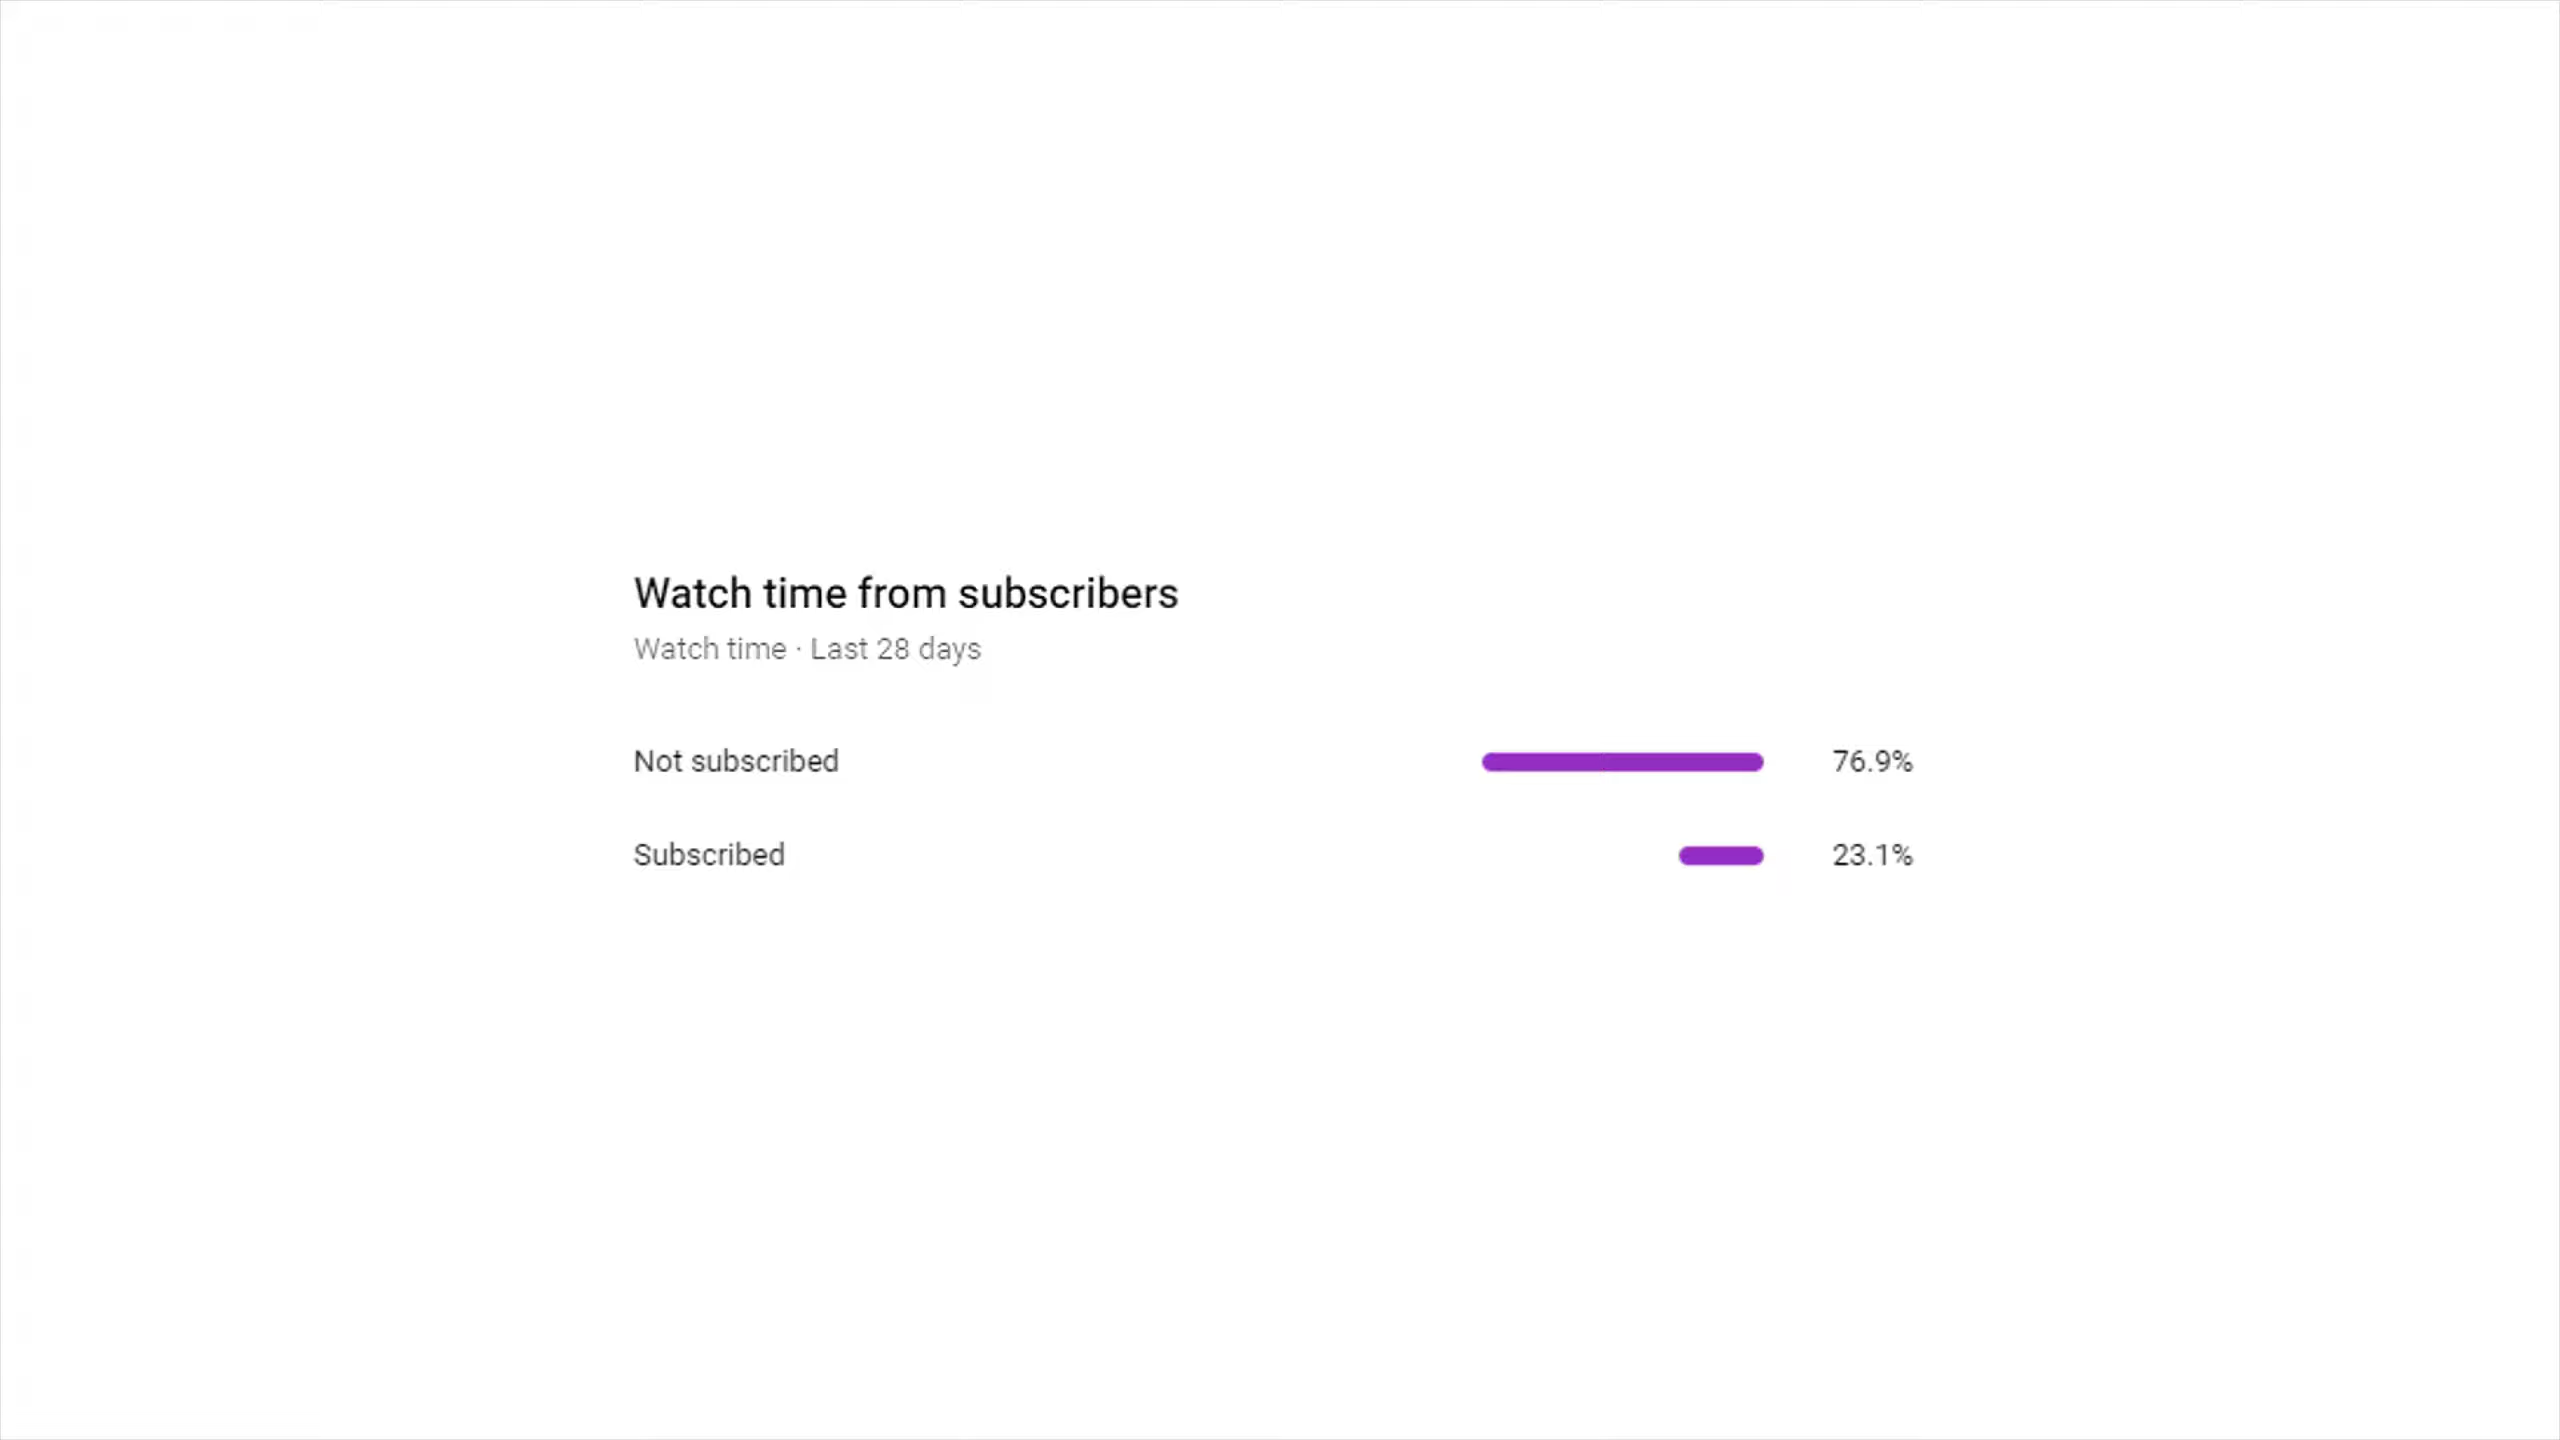 Watch time from subscribers
Watch time · Last 28 days
Not subscribed 76.9%
Subscribed 23.1%